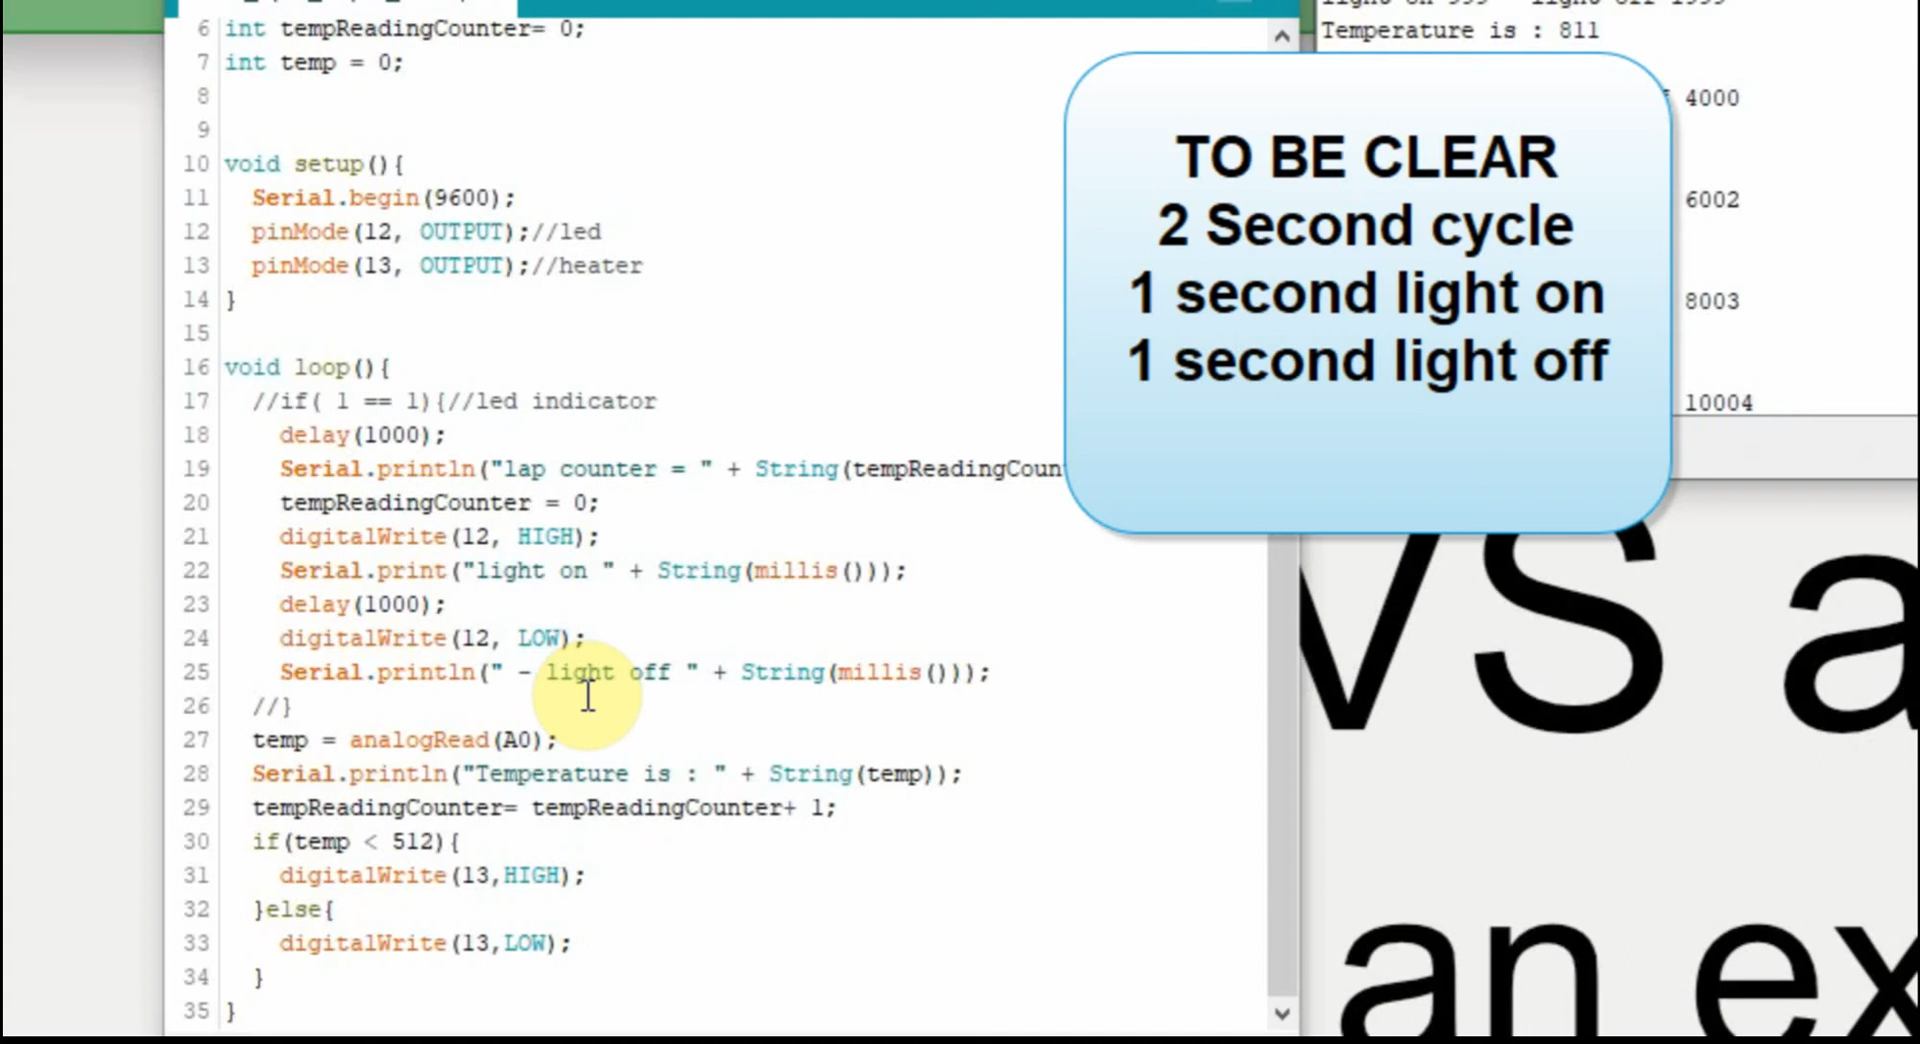 6 int tempReadingCounter= 0;
7 int temp = 0;
8
9
10 void setup(){
11 Serial.begin(9600);
12 pinMode(12, OUTPUT);//led
13 pinMode(13, OUTPUT);//heater
14 }
15
16 void loop(){
17 //if( 1 == 1){//led indicator
18 delay(1000);
19 Serial.println("lap counter = " + String(tempReadingCoun
20 tempReadingCounter = 0;
21 digitalWrite(12, HIGH);
22 Serial.print("light on " + String(millis()));
23 delay(1000);
24 digitalWrite(12, LOW);
25 Serial.println(" - light off " + String(millis()));
26 //}
27 temp = analogRead(A0);
28 Serial.println("Temperature is : " + String(temp));
29 tempReadingCounter= tempReadingCounter+ 1;
30 if(temp < 512){
31 digitalWrite(13,HIGH);
32 }else{
33 digitalWrite(13,LOW);
34 }
35 }
Temperature is : 811
4000
6002
8003
10004
TO BE CLEAR
2 Second cycle
1 second light on
1 second light off
VS a
an ex